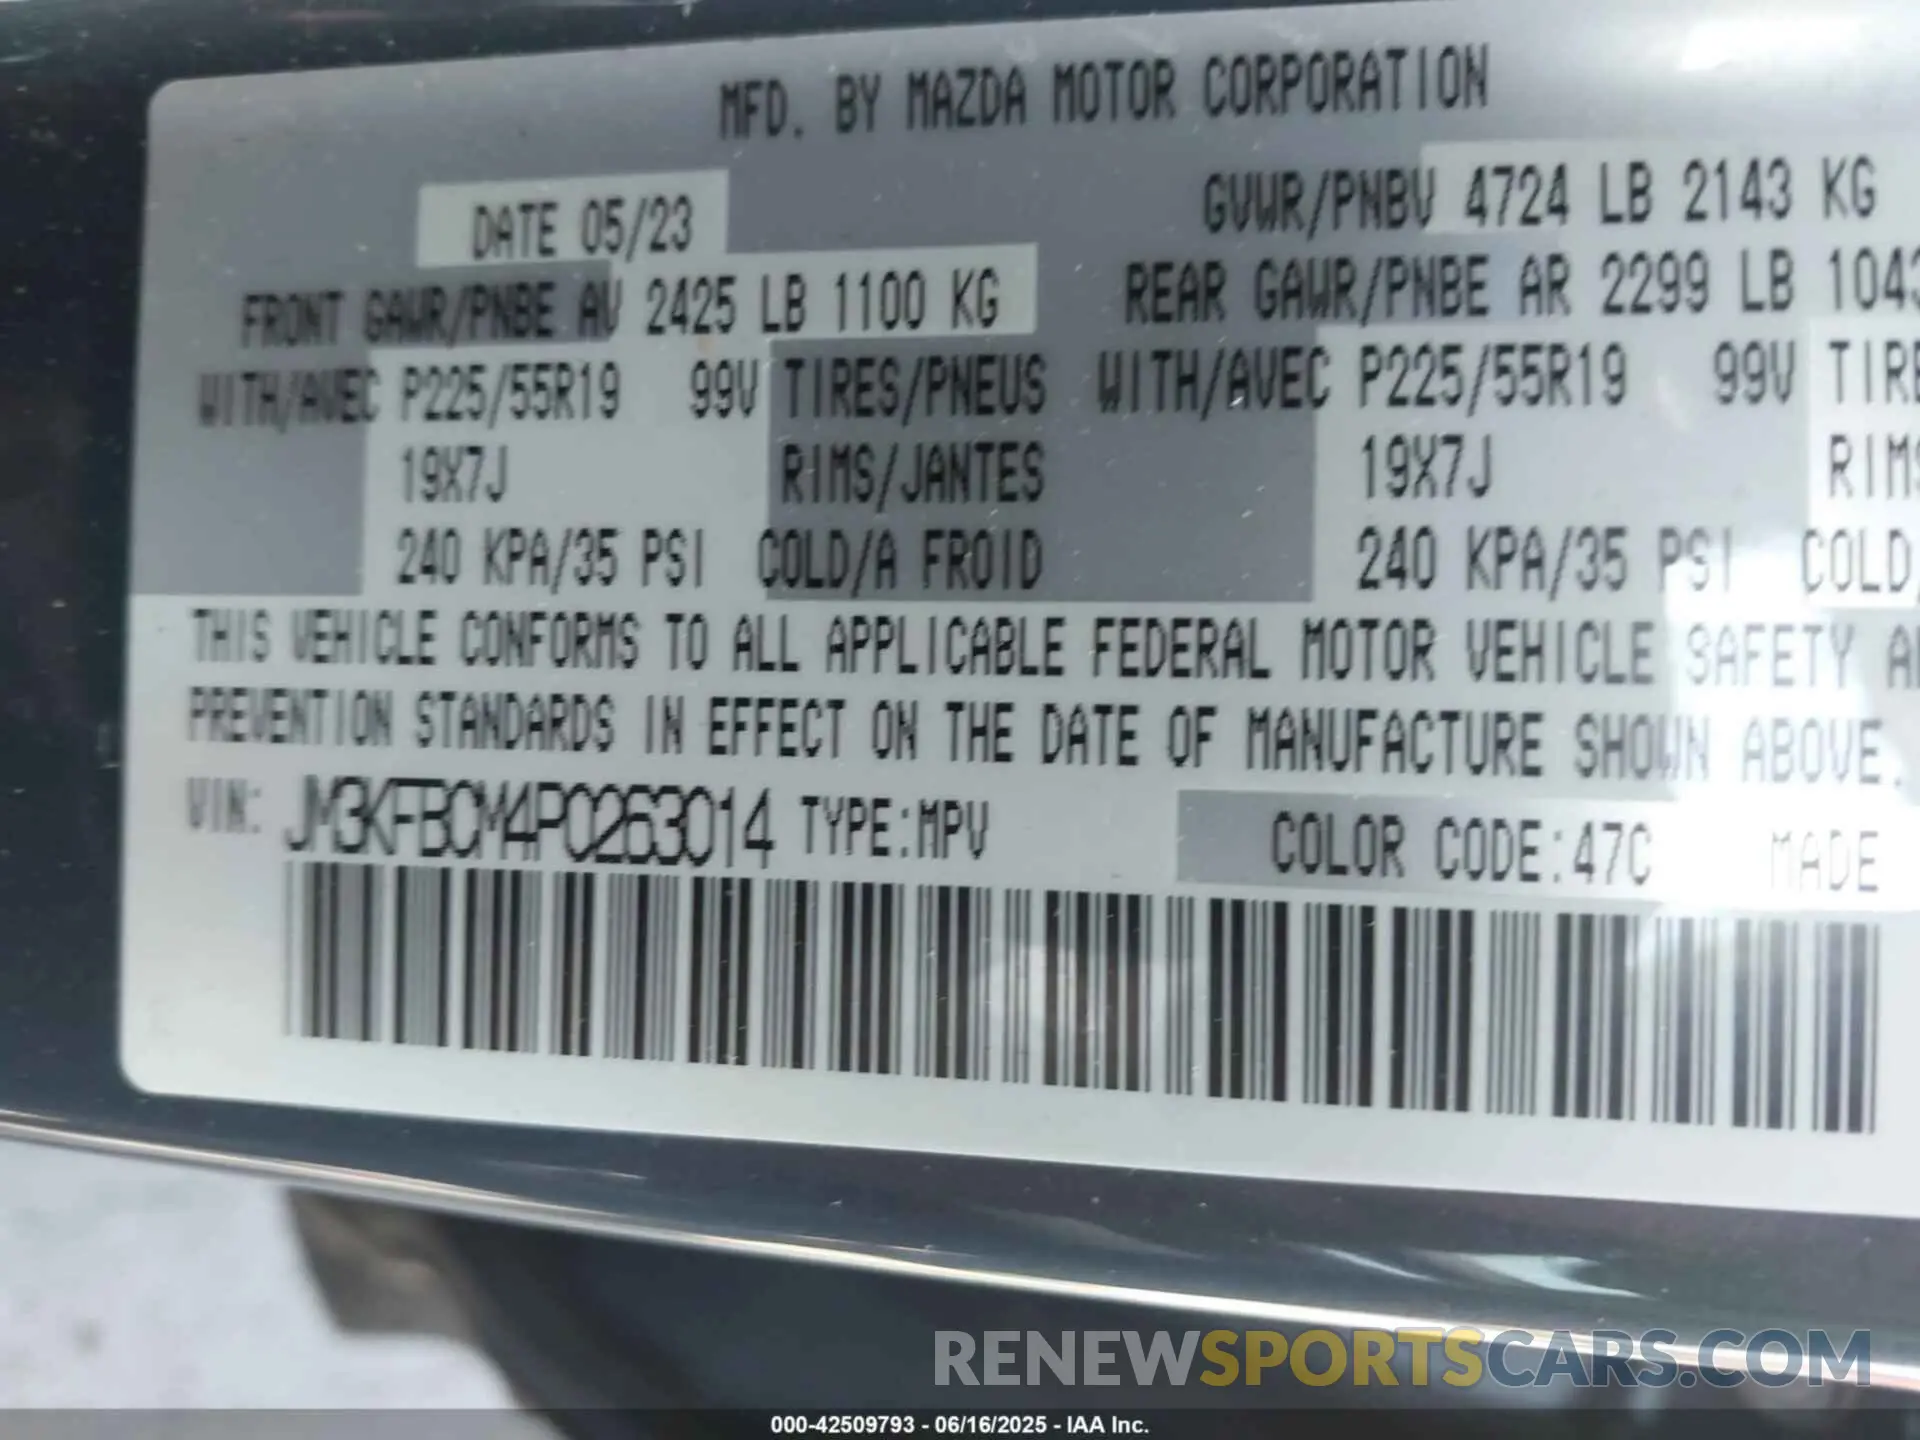 MFD. BY MAZDA MOTOR CORPORATION
DATE 05/23 GVWR/PNBV 4724 LB 2143 KG
FRONT GAWR/PNBE AV 2425 LB 1100 KG REAR GAWR/PNBE AR 2299 LB 1043
WITH/AVEC P225/55R19 99V TIRES/PNEUS WITH/AVEC P225/55R19 99V TIRE
19X7J RIMS/JANTES 19X7J RIMS
240 KPA/35 PSI COLD/A FROID 240 KPA/35 PSI COLD/
THIS VEHICLE CONFORMS TO ALL APPLICABLE FEDERAL MOTOR VEHICLE SAFETY
PREVENTION STANDARDS IN EFFECT ON THE DATE OF MANUFACTURE SHOWN ABOVE.
VIN: JM3KFBCM4P0263014 TYPE:MPV COLOR CODE:47C MADE
RENEWSPORTSCARS.COM
000-42509793 - 06/16/2025 - IAA Inc.